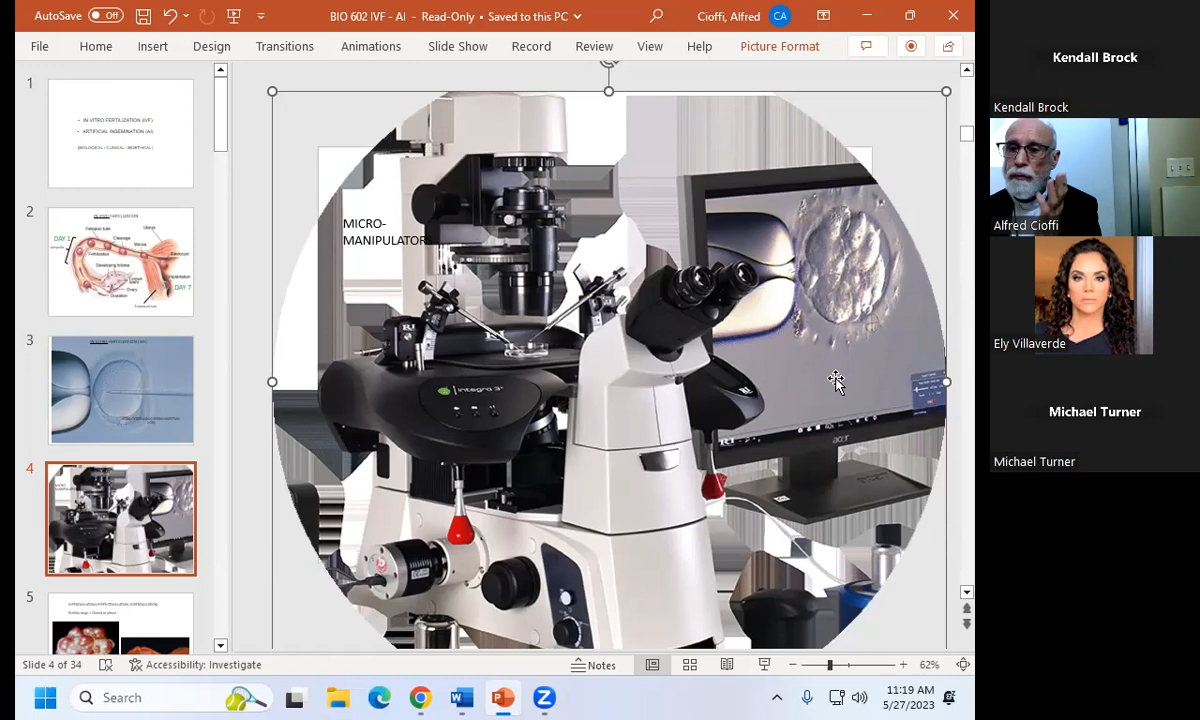 AutoSave Off
BIO 602 IVF - AI - Read-Only • Saved to this PC
Cioffi, Alfred CA
File Home Insert Design Transitions Animations Slide Show Record Review View Help Picture Format
1
• IN VITRO FERTILIZATION (IVF)
• ARTIFICIAL INSEMINATION (AI)
2
DAY 1
DAY 7
3
4
5
MICRO-
MANIPULATORS
integra 3
RI
acer
Slide 4 of 34
Accessibility: Investigate
Notes
62%
Search
11:19 AM
5/27/2023
Kendall Brock
Kendall Brock
Alfred Cioffi
Ely Villaverde
Michael Turner
Michael Turner